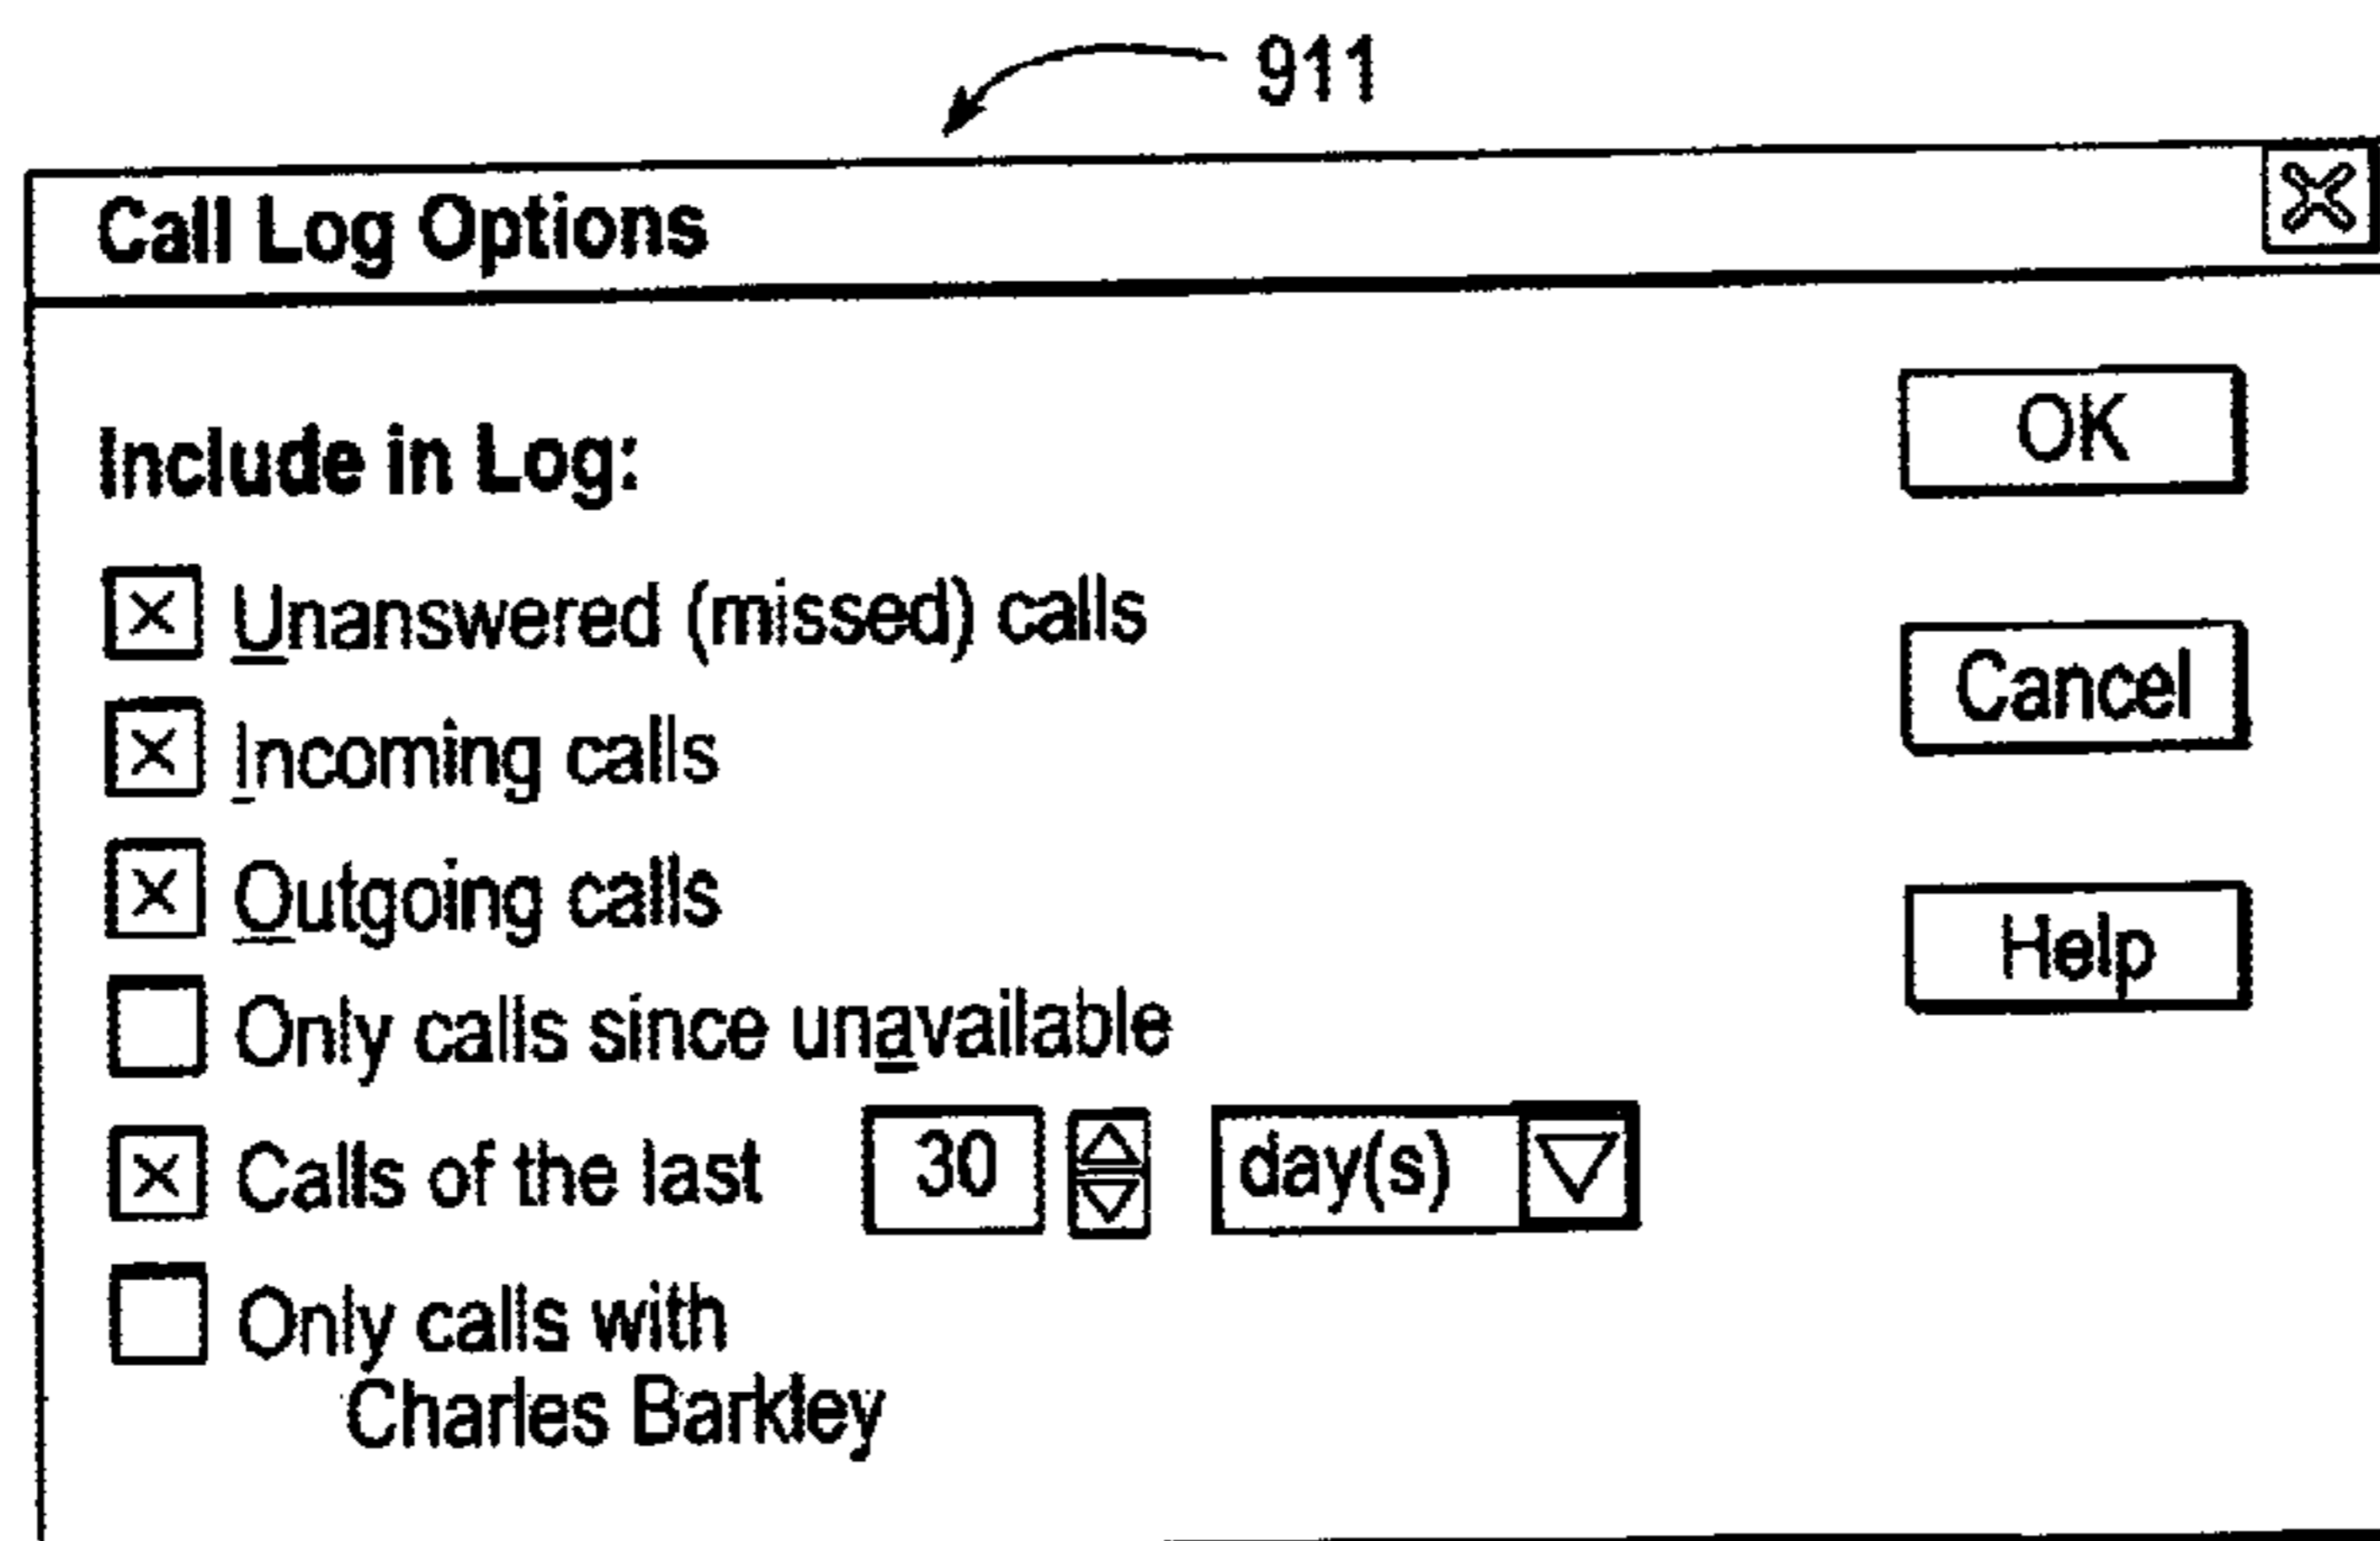 911
Call Log Options
Include in Log:
OK
Unanswered (missed) calls
Incoming calls
Cancel
Outgoing calls
Only calls since unavailable
Help
Calls of the last 30 day(s)
Only calls with
Charles Barkley